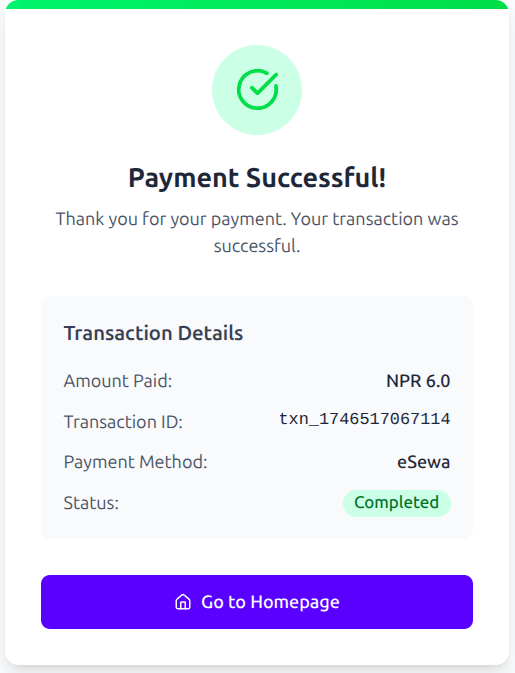 Payment Successful!
Thank you for your payment. Your transaction was
successful.
Transaction Details
Amount Paid: NPR 6.0
Transaction ID: txn_1746517067114
Payment Method: eSewa
Status: Completed
Go to Homepage